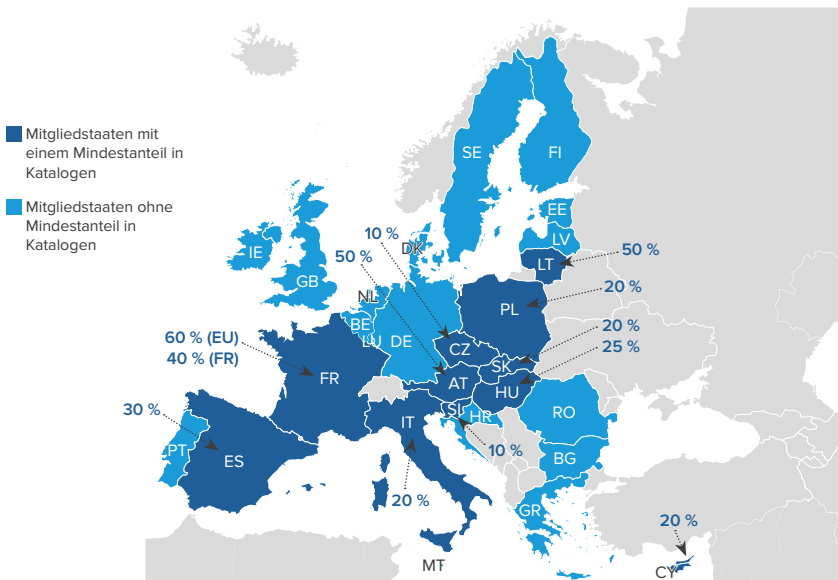 Mitgliedstaaten mit
einem Mindestanteil in
Katalogen
Mitgliedstaaten ohne
Mindestanteil in
Katalogen
SE
FI
EE
LV
LT
50 %
10 %
DK
50 %
IE
GB
NL
BE
LU
DE
PL
20 %
20 %
25 %
CZ
SK
AT
HU
60 % (EU)
40 % (FR)
FR
30 %
PT
ES
IT
20 %
SI
HR
10 %
RO
BG
GR
MT
20 %
CY